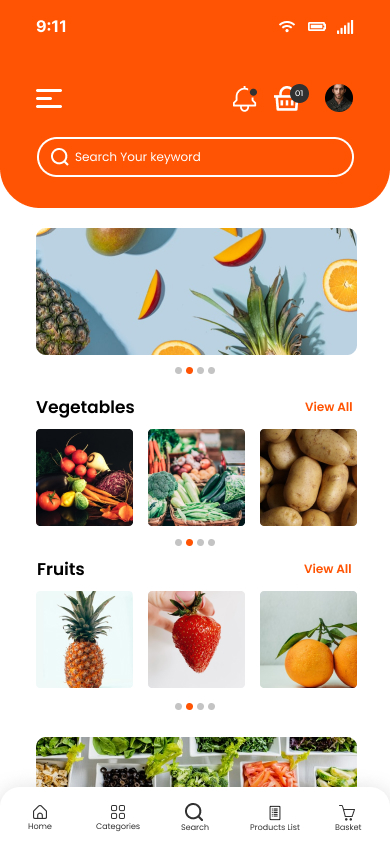 9:11
01
Search Your keyword
Vegetables View All
Fruits View All
Home Categories Search Products List Basket